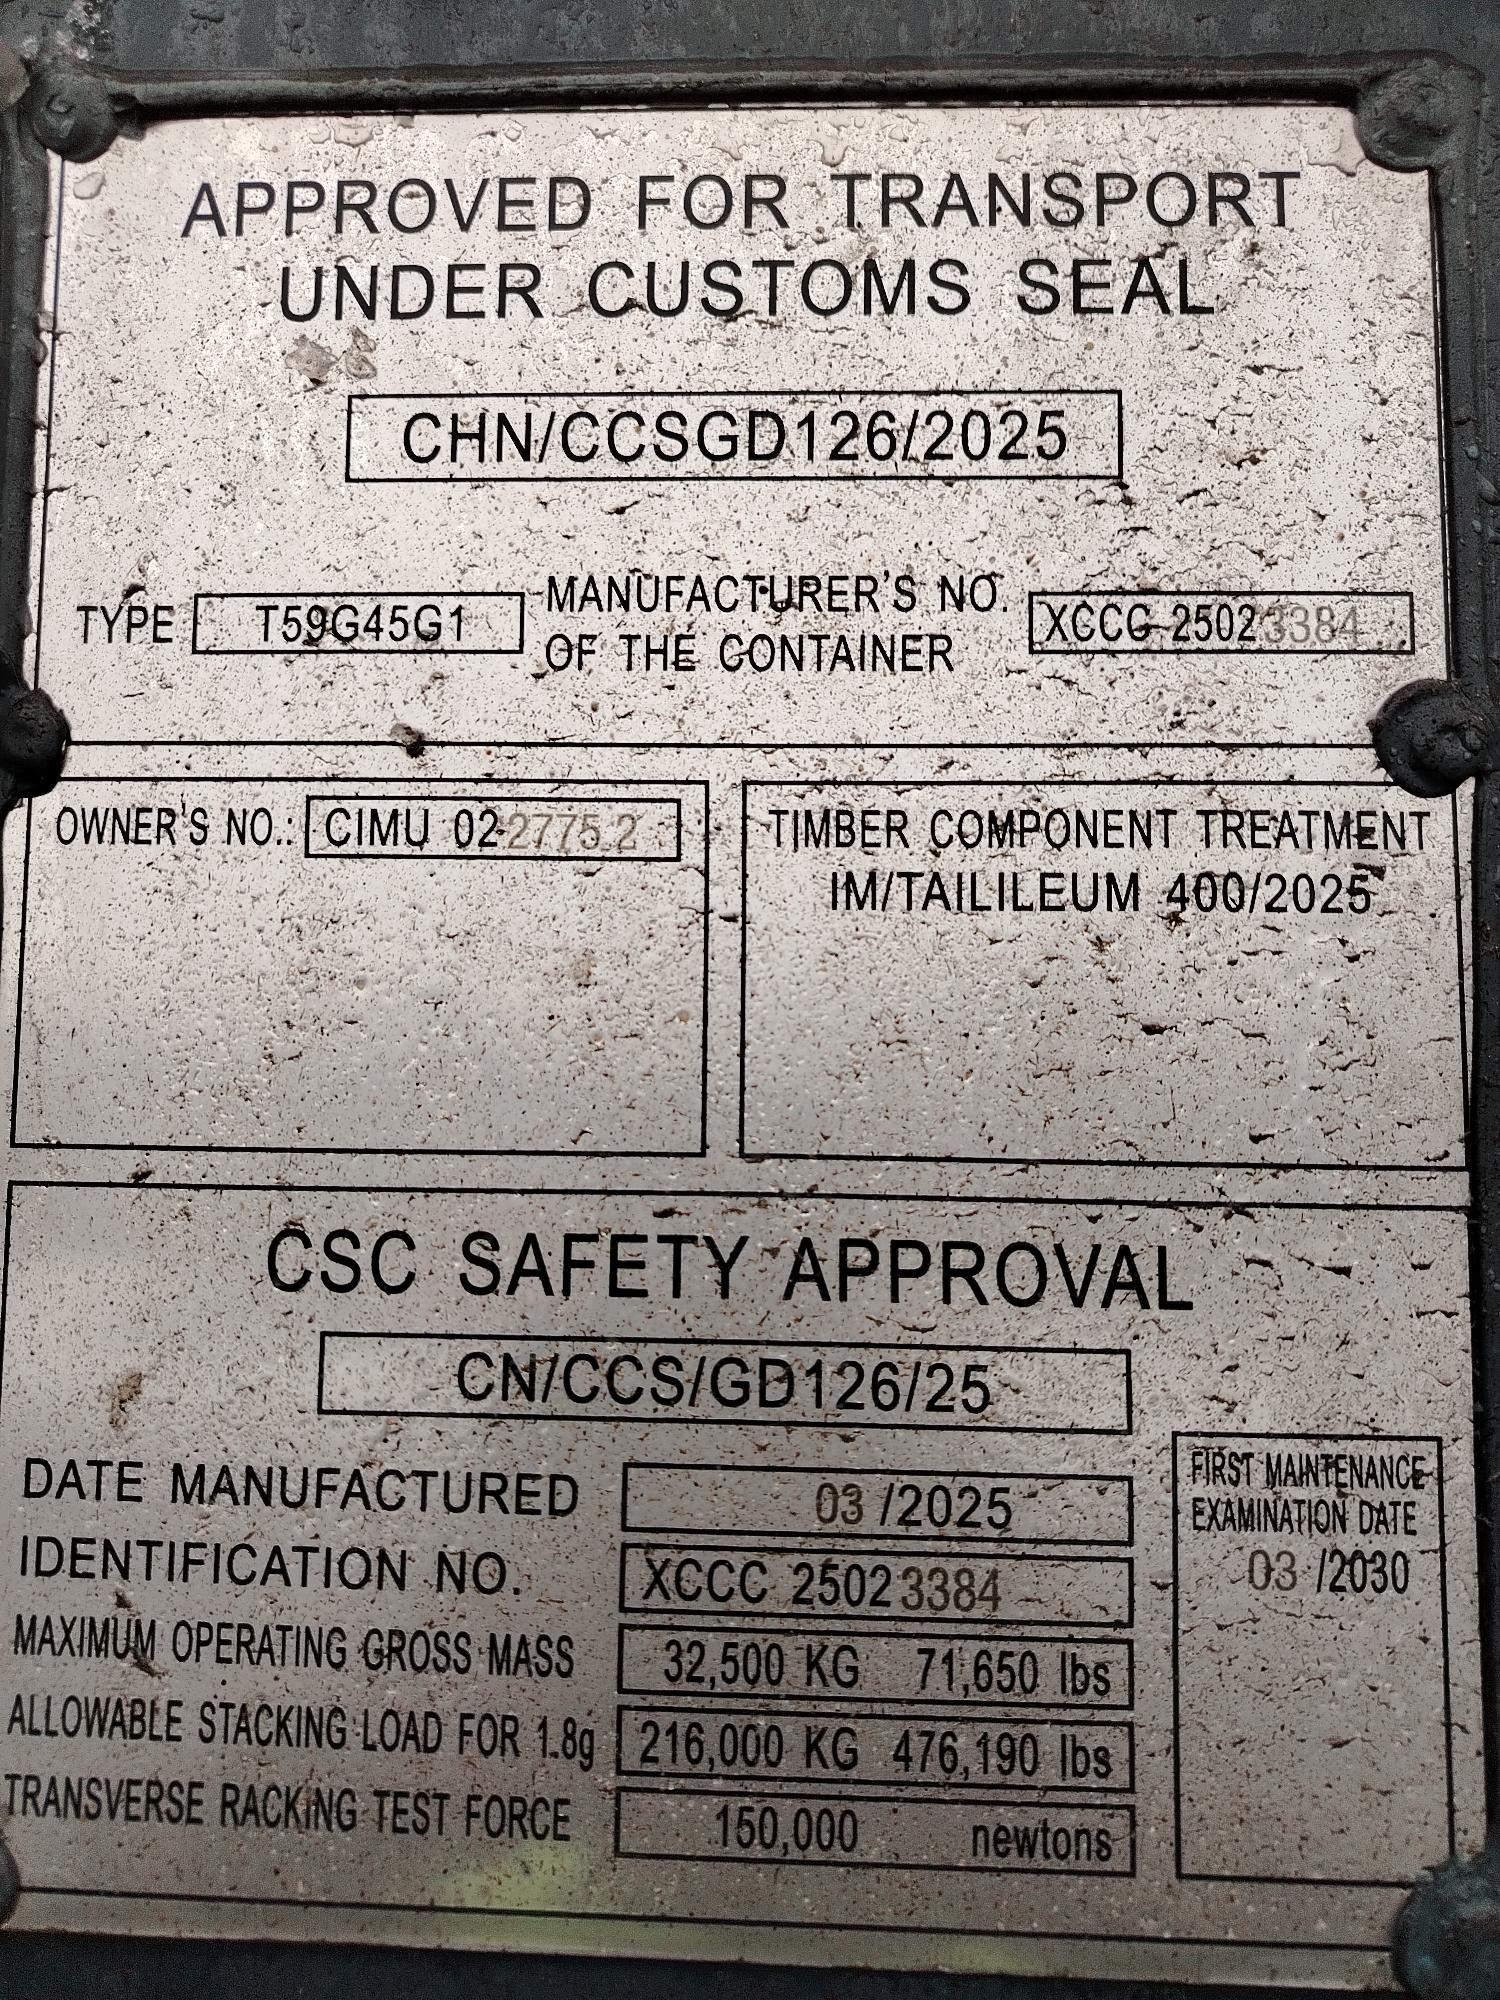 APPROVED FOR TRANSPORT
UNDER CUSTOMS SEAL
CHN/CCSGD126/2025
TYPE T59G45G1 MANUFACTURER'S NO. OF THE CONTAINER XCCC 25023384
OWNER'S NO.: CIMU 02 2775.2
TIMBER COMPONENT TREATMENT
IM/TAILILEUM 400/2025
CSC SAFETY APPROVAL
CN/CCS/GD126/25
DATE MANUFACTURED 03 /2025
IDENTIFICATION NO. XCCC 25023384
MAXIMUM OPERATING GROSS MASS 32,500 KG 71,650 lbs
ALLOWABLE STACKING LOAD FOR 1.8g 216,000 KG 476,190 lbs
TRANSVERSE RACKING TEST FORCE 150,000 newtons
FIRST MAINTENANCE
EXAMINATION DATE
03 /2030